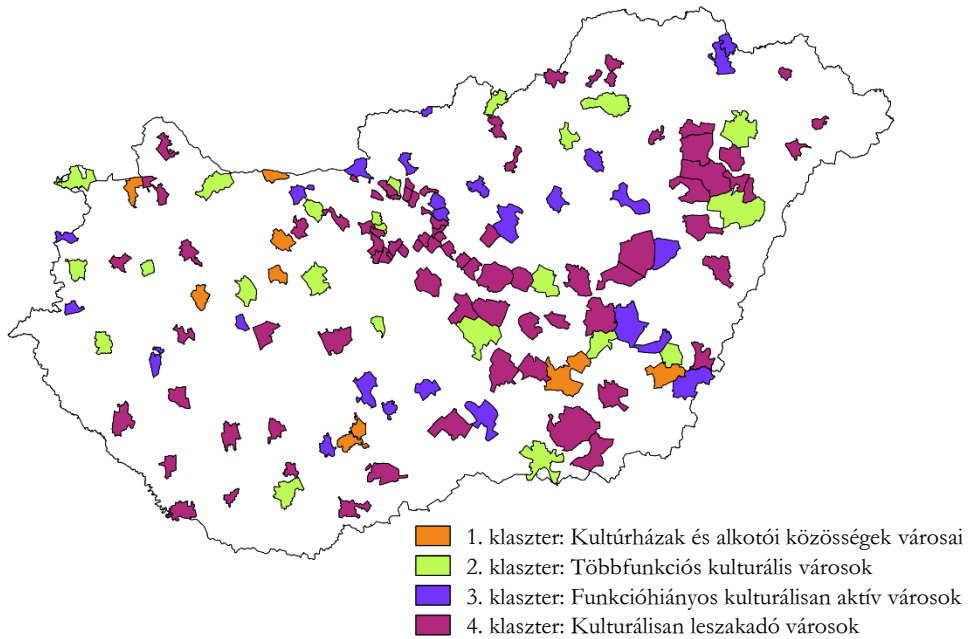 1. klaszter: Kultúrházak és alkotói közösségek városai
2. klaszter: Többfunkciós kulturális városok
3. klaszter: Funkcióhiányos kulturálisan aktív városok
4. klaszter: Kulturálisan leszakadó városok